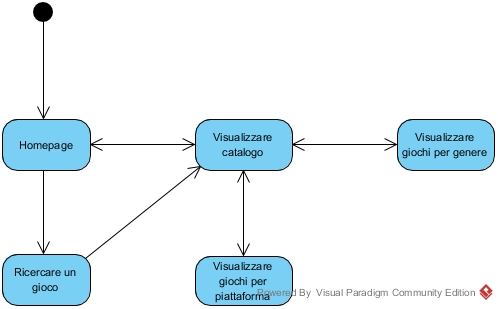 Homepage
Visualizzare
catalogo
Visualizzare
giochi per genere
Ricercare un
gioco
Visualizzare
giochi per
piattaforma
Powered By Visual Paradigm Community Edition